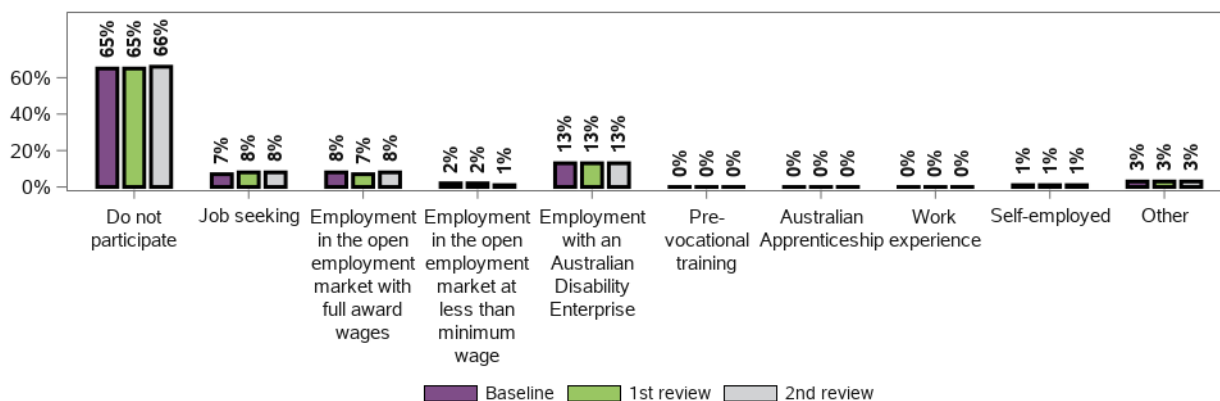 65% 65% 66%
7% 8% 8%
8% 7% 8%
2% 2% 1%
13% 13% 13%
0% 0% 0%
0% 0% 0%
0% 0% 0%
1% 1% 1%
3% 3% 3%
60%
40%
20%
0%
Do not
participate
Job seeking
Employment
in the open
employment
market with
full award
wages
Employment
in the open
employment
market at
less than
minimum
wage
Employment
with an
Australian
Disability
Enterprise
Pre-
vocational
training
Australian
Apprenticeship
Work
experience
Self-employed
Other
Baseline 1st review 2nd review